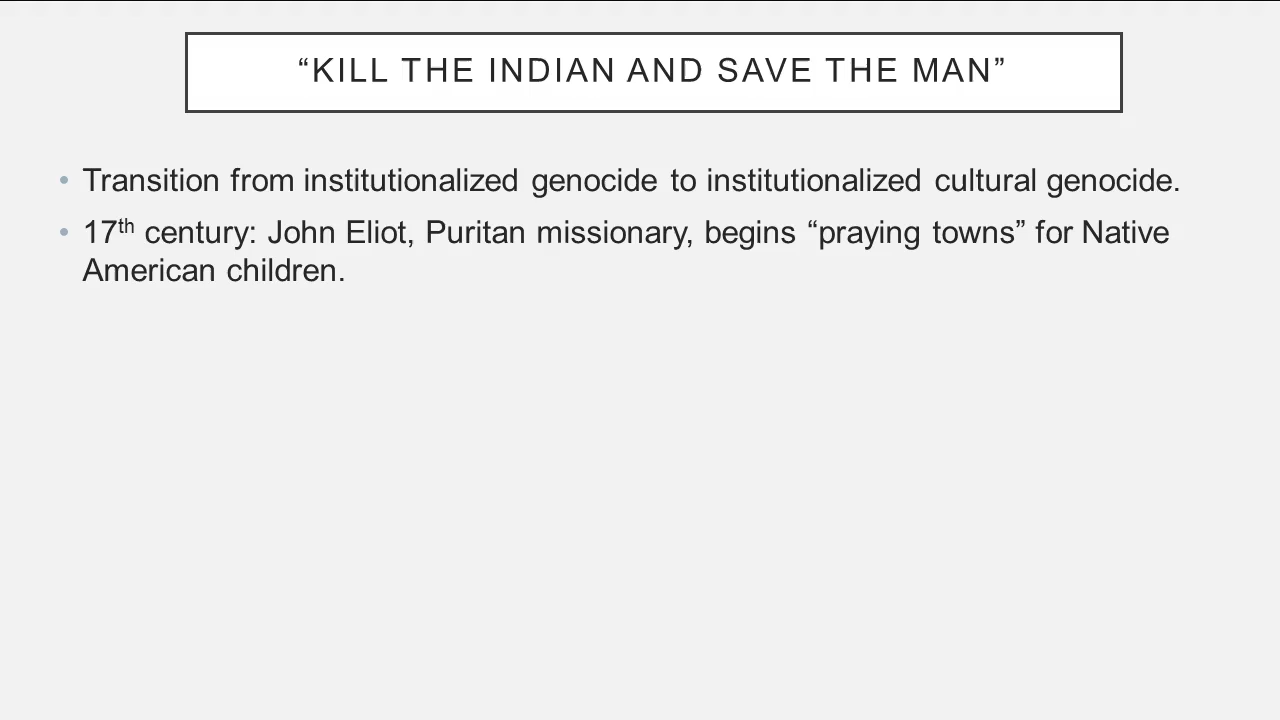 “KILL THE INDIAN AND SAVE THE MAN”
• Transition from institutionalized genocide to institutionalized cultural genocide.
• 17th century: John Eliot, Puritan missionary, begins “praying towns” for Native
American children.